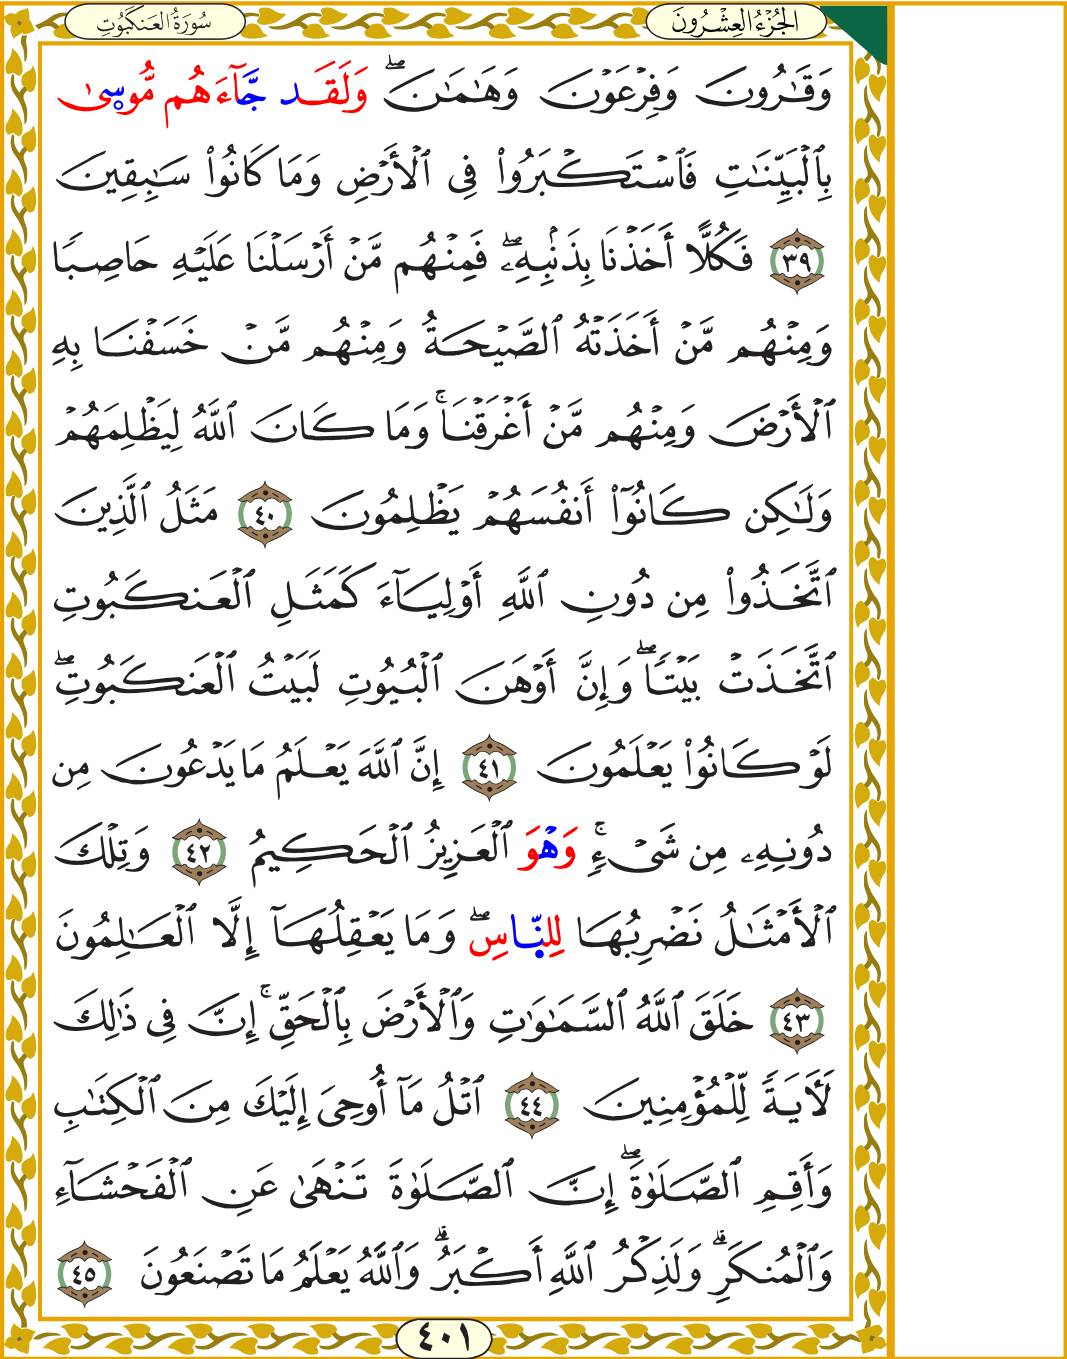 الجُزْءُ العِشْرُونَ
سُورَةُ العَنكَبُوتِ
وَقَـٰرُونَ وَفِرْعَوْنَ وَهَـٰمَـٰنَ ۖ وَلَقَد جَّآءَهُم مُّوسِىٰ
بِٱلْبَيِّنَـٰتِ فَٱسْتَكْبَرُوا۟ فِى ٱلْأَرْضِ وَمَا كَانُوا۟ سَـٰبِقِينَ
٣٩ فَكُلًّا أَخَذْنَا بِذَنۢبِهِۦ ۖ فَمِنْهُم مَّنْ أَرْسَلْنَا عَلَيْهِ حَاصِبًا
وَمِنْهُم مَّنْ أَخَذَتْهُ ٱلصَّيْحَةُ وَمِنْهُم مَّنْ خَسَفْنَا بِهِ
ٱلْأَرْضَ وَمِنْهُم مَّنْ أَغْرَقْنَا ۚ وَمَا كَانَ ٱللَّهُ لِيَظْلِمَهُمْ
وَلَـٰكِن كَانُوٓا۟ أَنفُسَهُمْ يَظْلِمُونَ ٤٠ مَثَلُ ٱلَّذِينَ
ٱتَّخَذُوا۟ مِن دُونِ ٱللَّهِ أَوْلِيَآءَ كَمَثَلِ ٱلْعَنكَبُوتِ
ٱتَّخَذَتْ بَيْتًا ۖ وَإِنَّ أَوْهَنَ ٱلْبُيُوتِ لَبَيْتُ ٱلْعَنكَبُوتِ ۖ
لَوْ كَانُوا۟ يَعْلَمُونَ ٤١ إِنَّ ٱللَّهَ يَعْلَمُ مَا يَدْعُونَ مِن
دُونِهِۦ مِن شَىْءٍ ۚ وَهْوَ ٱلْعَزِيزُ ٱلْحَكِيمُ ٤٢ وَتِلْكَ
ٱلْأَمْثَـٰلُ نَضْرِبُهَا لِلنَّاسِ ۖ وَمَا يَعْقِلُهَآ إِلَّا ٱلْعَـٰلِمُونَ
٤٣ خَلَقَ ٱللَّهُ ٱلسَّمَـٰوَٰتِ وَٱلْأَرْضَ بِٱلْحَقِّ ۚ إِنَّ فِى ذَٰلِكَ
لَـَٔايَةً لِّلْمُؤْمِنِينَ ٤٤ ٱتْلُ مَآ أُوحِىَ إِلَيْكَ مِنَ ٱلْكِتَـٰبِ
وَأَقِمِ ٱلصَّلَوٰةَ ۖ إِنَّ ٱلصَّلَوٰةَ تَنْهَىٰ عَنِ ٱلْفَحْشَآءِ
وَٱلْمُنكَرِ ۗ وَلَذِكْرُ ٱللَّهِ أَكْبَرُ ۗ وَٱللَّهُ يَعْلَمُ مَا تَصْنَعُونَ ٤٥
٤٠١